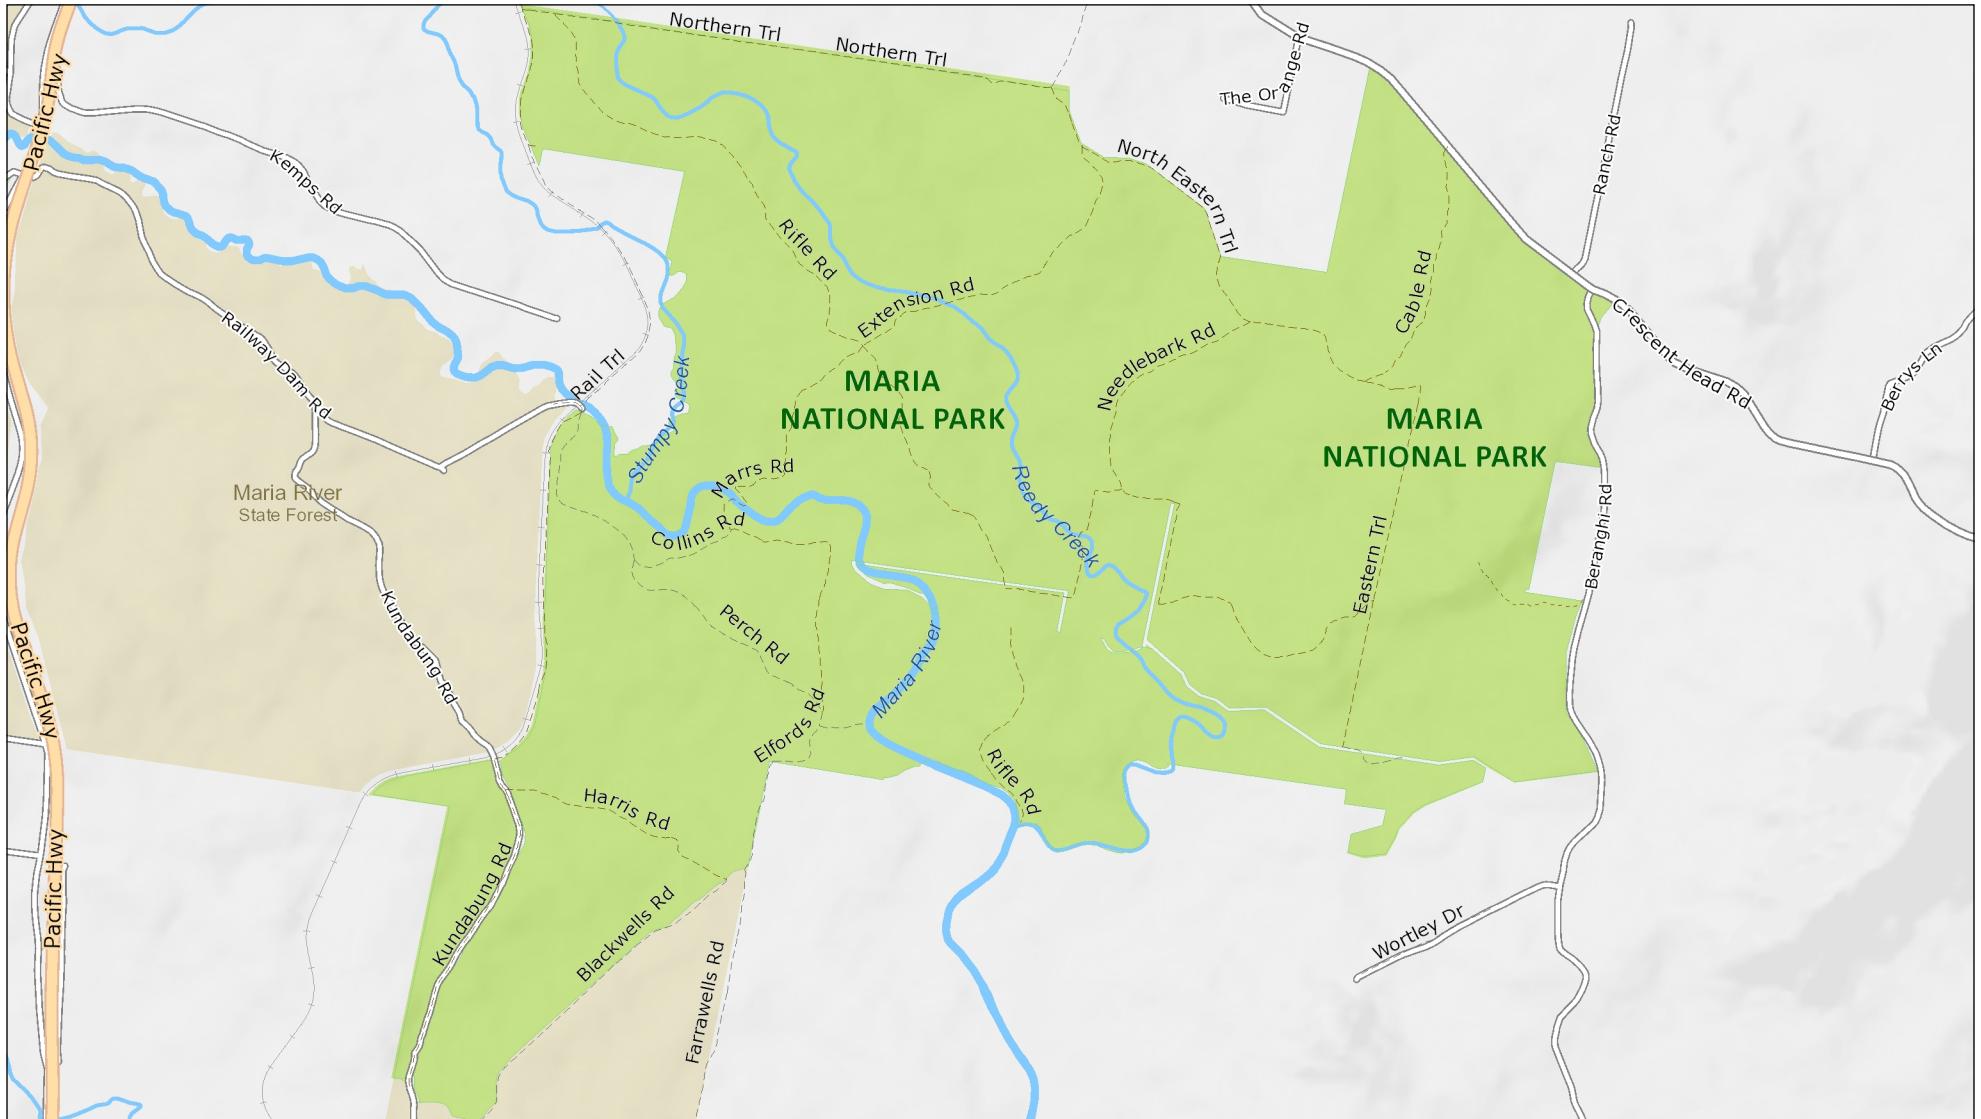 Northern Trl
Northern Trl
The Orange-Rd
Pacific Hwy
Kemps-Rd
Ranch-Rd
North Eastern Trl
Rifle Rd
Extension Rd
Cable Rd
Railway-Dam-Rd
Rail Trl
Needlebark Rd
Crescent-Head Rd
Berrys-Ln
Stumpy Creek
MARIA
NATIONAL PARK
MARIA
NATIONAL PARK
Marrs Rd
Maria River
State Forest
Collins Rd
Reedy Creek
Eastern Trl
Beranghi-Rd
Kundabung-Rd
Perch Rd
Maria River
Pacific Hwy
Elfords Rd
Rifle Rd
Harris Rd
Kundabung Rd
Pacific Hwy
Blackwells Rd
Farrawells Rd
Wortley Dr